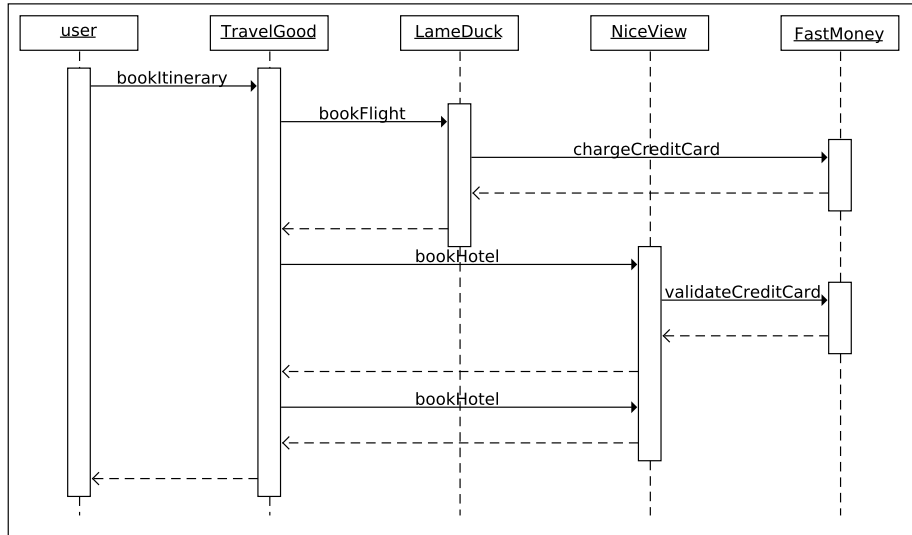 user
TravelGood
LameDuck
NiceView
FastMoney
bookItinerary
bookFlight
chargeCreditCard
bookHotel
validateCreditCard
bookHotel